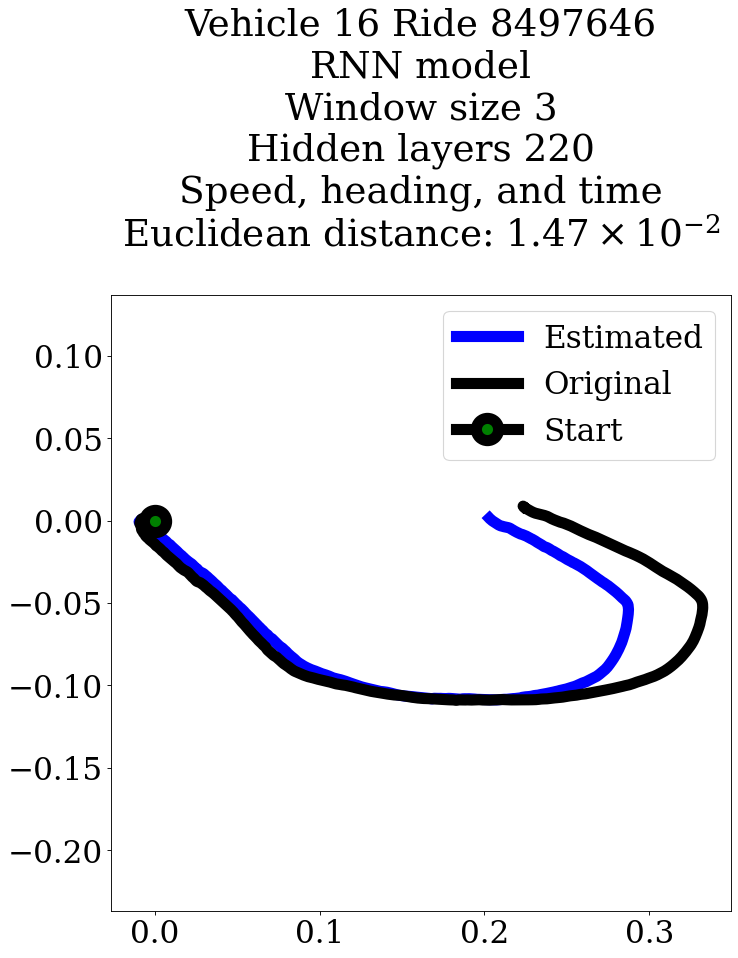 Vehicle 16 Ride 8497646
RNN model
Window size 3
Hidden layers 220
Speed, heading, and time
Euclidean distance: 1.47 × 10⁻²
Estimated
Original
Start
0.10
0.05
0.00
−0.05
−0.10
−0.15
−0.20
0.0 0.1 0.2 0.3